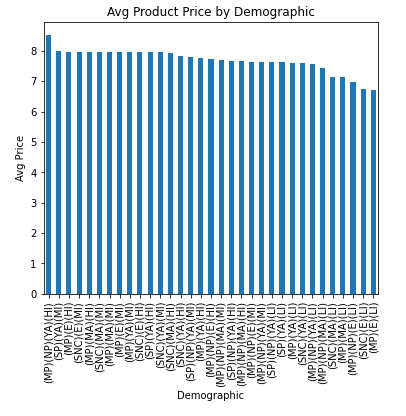 Avg Product Price by Demographic
Avg Price
8
7
6
5
4
3
2
1
0
(MP)(NP)(YA)(HI)
(SP)(YA)(MI)
(MP)(E)(HI)
(SNC)(E)(MI)
(MP)(MA)(HI)
(SNC)(MA)(MI)
(MP)(MA)(MI)
(MP)(E)(MI)
(MP)(YA)(MI)
(SNC)(E)(HI)
(SP)(YA)(HI)
(SNC)(YA)(MI)
(SNC)(MA)(HI)
(SNC)(YA)(HI)
(SP)(NP)(YA)(MI)
(MP)(YA)(HI)
(MP)(NP)(E)(HI)
(MP)(NP)(MA)(MI)
(SP)(NP)(YA)(HI)
(MP)(NP)(MA)(HI)
(MP)(NP)(E)(MI)
(MP)(NP)(YA)(MI)
(SP)(NP)(YA)(LI)
(SP)(YA)(LI)
(MP)(YA)(LI)
(SNC)(YA)(LI)
(MP)(NP)(YA)(LI)
(MP)(NP)(MA)(LI)
(SNC)(MA)(LI)
(MP)(MA)(LI)
(MP)(NP)(E)(LI)
(SNC)(E)(LI)
(MP)(E)(LI)
Demographic